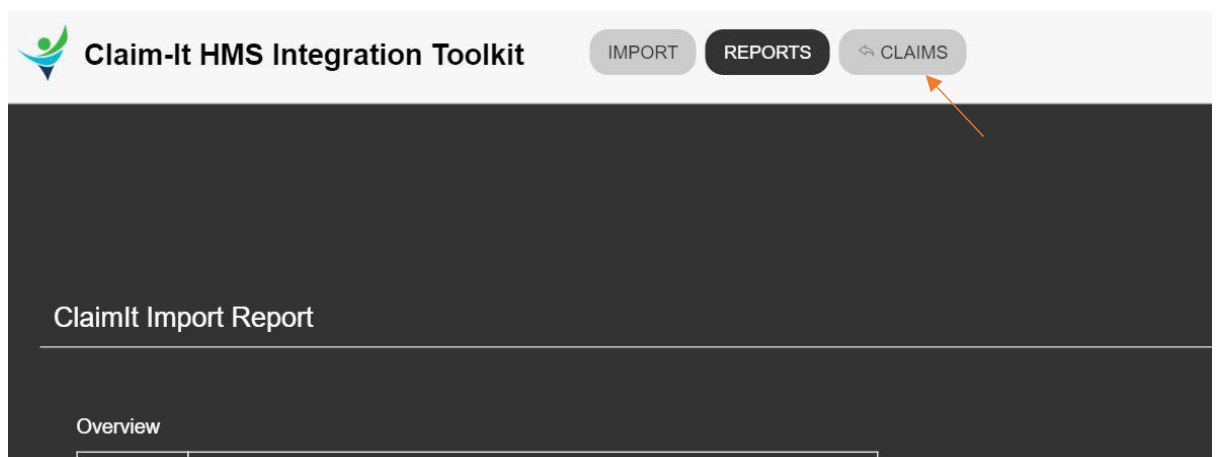 Claim-It HMS Integration Toolkit
IMPORT
REPORTS
CLAIMS
ClaimIt Import Report
Overview